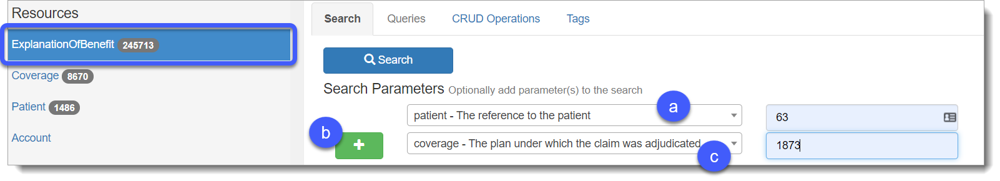 Resources
ExplanationOfBenefit 245713
Coverage 8670
Patient 1486
Account
Search Queries CRUD Operations Tags
Search
Search Parameters Optionally add parameter(s) to the search
a
patient - The reference to the patient 63
b
coverage - The plan under which the claim was adjudicated 1873
c